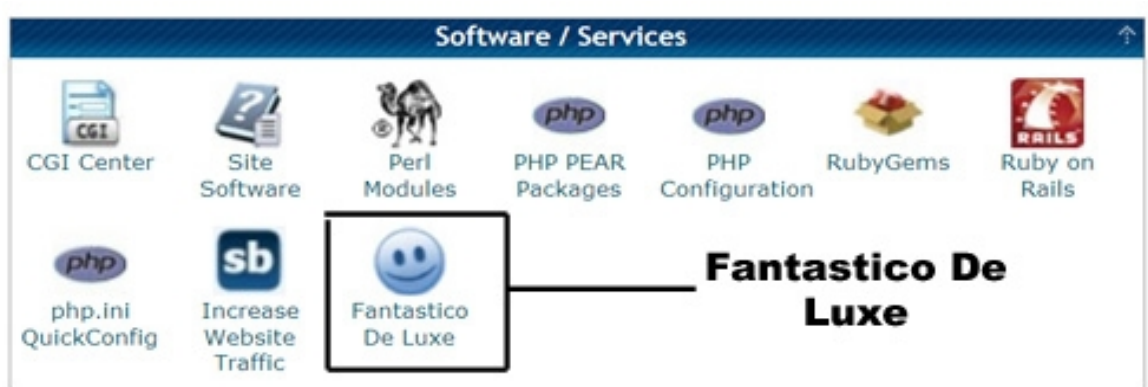 Software / Services
CGI
php
php
RAILS
CGI Center
Site
Software
Perl
Modules
PHP PEAR
Packages
PHP
Configuration
RubyGems
Ruby on
Rails
php
sb
php.ini
QuickConfig
Increase
Website
Traffic
Fantastico
De Luxe
Fantastico De
Luxe